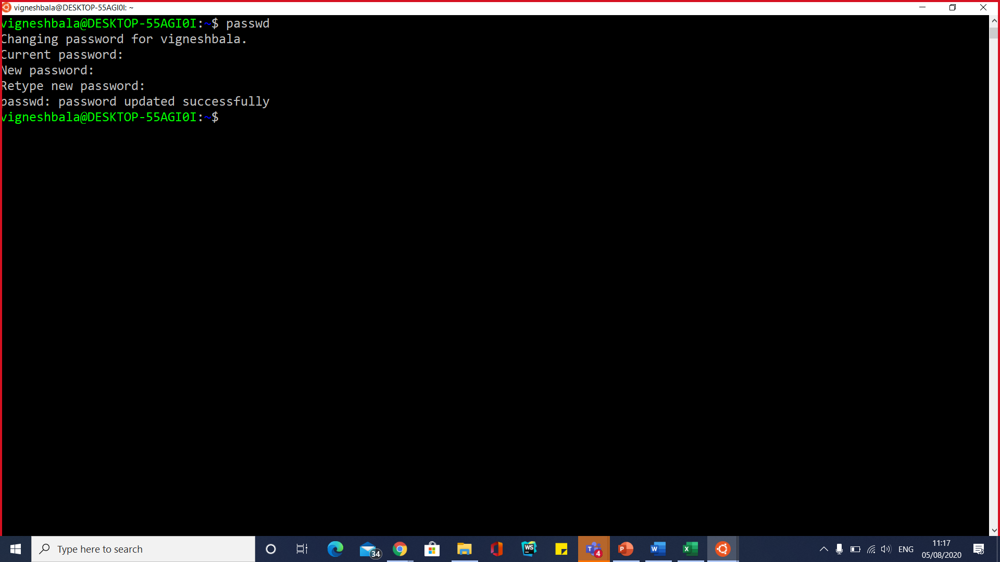 vigneshbala@DESKTOP-55AGI0I: ~
vigneshbala@DESKTOP-55AGI0I:~$ passwd
Changing password for vigneshbala.
Current password:
New password:
Retype new password:
passwd: password updated successfully
vigneshbala@DESKTOP-55AGI0I:~$
Type here to search
34
WS
T
4
P
W
X
ENG
11:17
05/08/2020